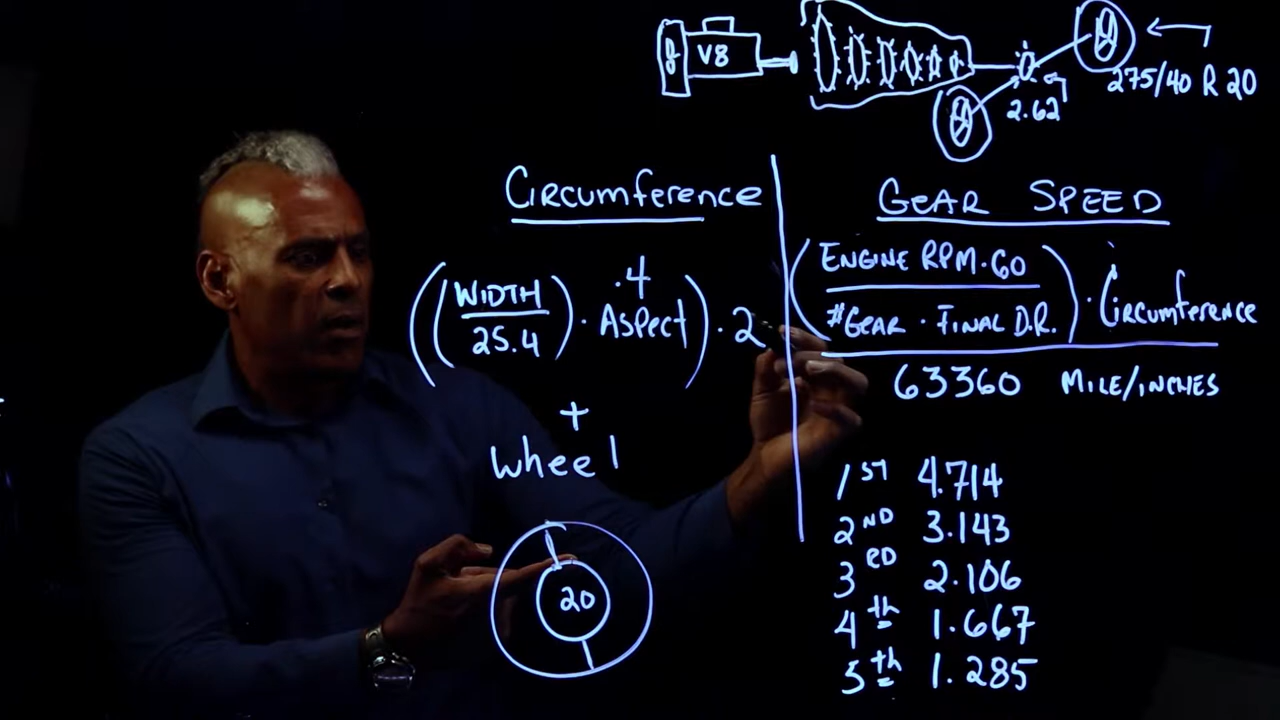 V8
275/40 R 20
2.62
CIRCUMFERENCE
((WIDTH / 25.4) · .4 ASPECT) · 2
+
Wheel
20
GEAR SPEED
(ENGINE RPM · 60 / #GEAR · FINAL D.R.) · CIRCUMFERENCE
63360 MILE/INCHES
1ST 4.714
2ND 3.143
3RD 2.106
4th 1.667
5th 1.285